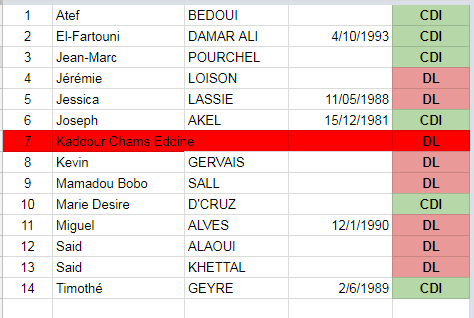 1 Atef BEDOUI CDI
2 El-Fartouni DAMAR ALI 4/10/1993 CDI
3 Jean-Marc POURCHEL CDI
4 Jérémie LOISON DL
5 Jessica LASSIE 11/05/1988 DL
6 Joseph AKEL 15/12/1981 CDI
7 Kaddour Chams Eddine DL
8 Kevin GERVAIS DL
9 Mamadou Bobo SALL DL
10 Marie Desire D'CRUZ CDI
11 Miguel ALVES 12/1/1990 DL
12 Said ALAOUI DL
13 Said KHETTAL DL
14 Timothé GEYRE 2/6/1989 CDI